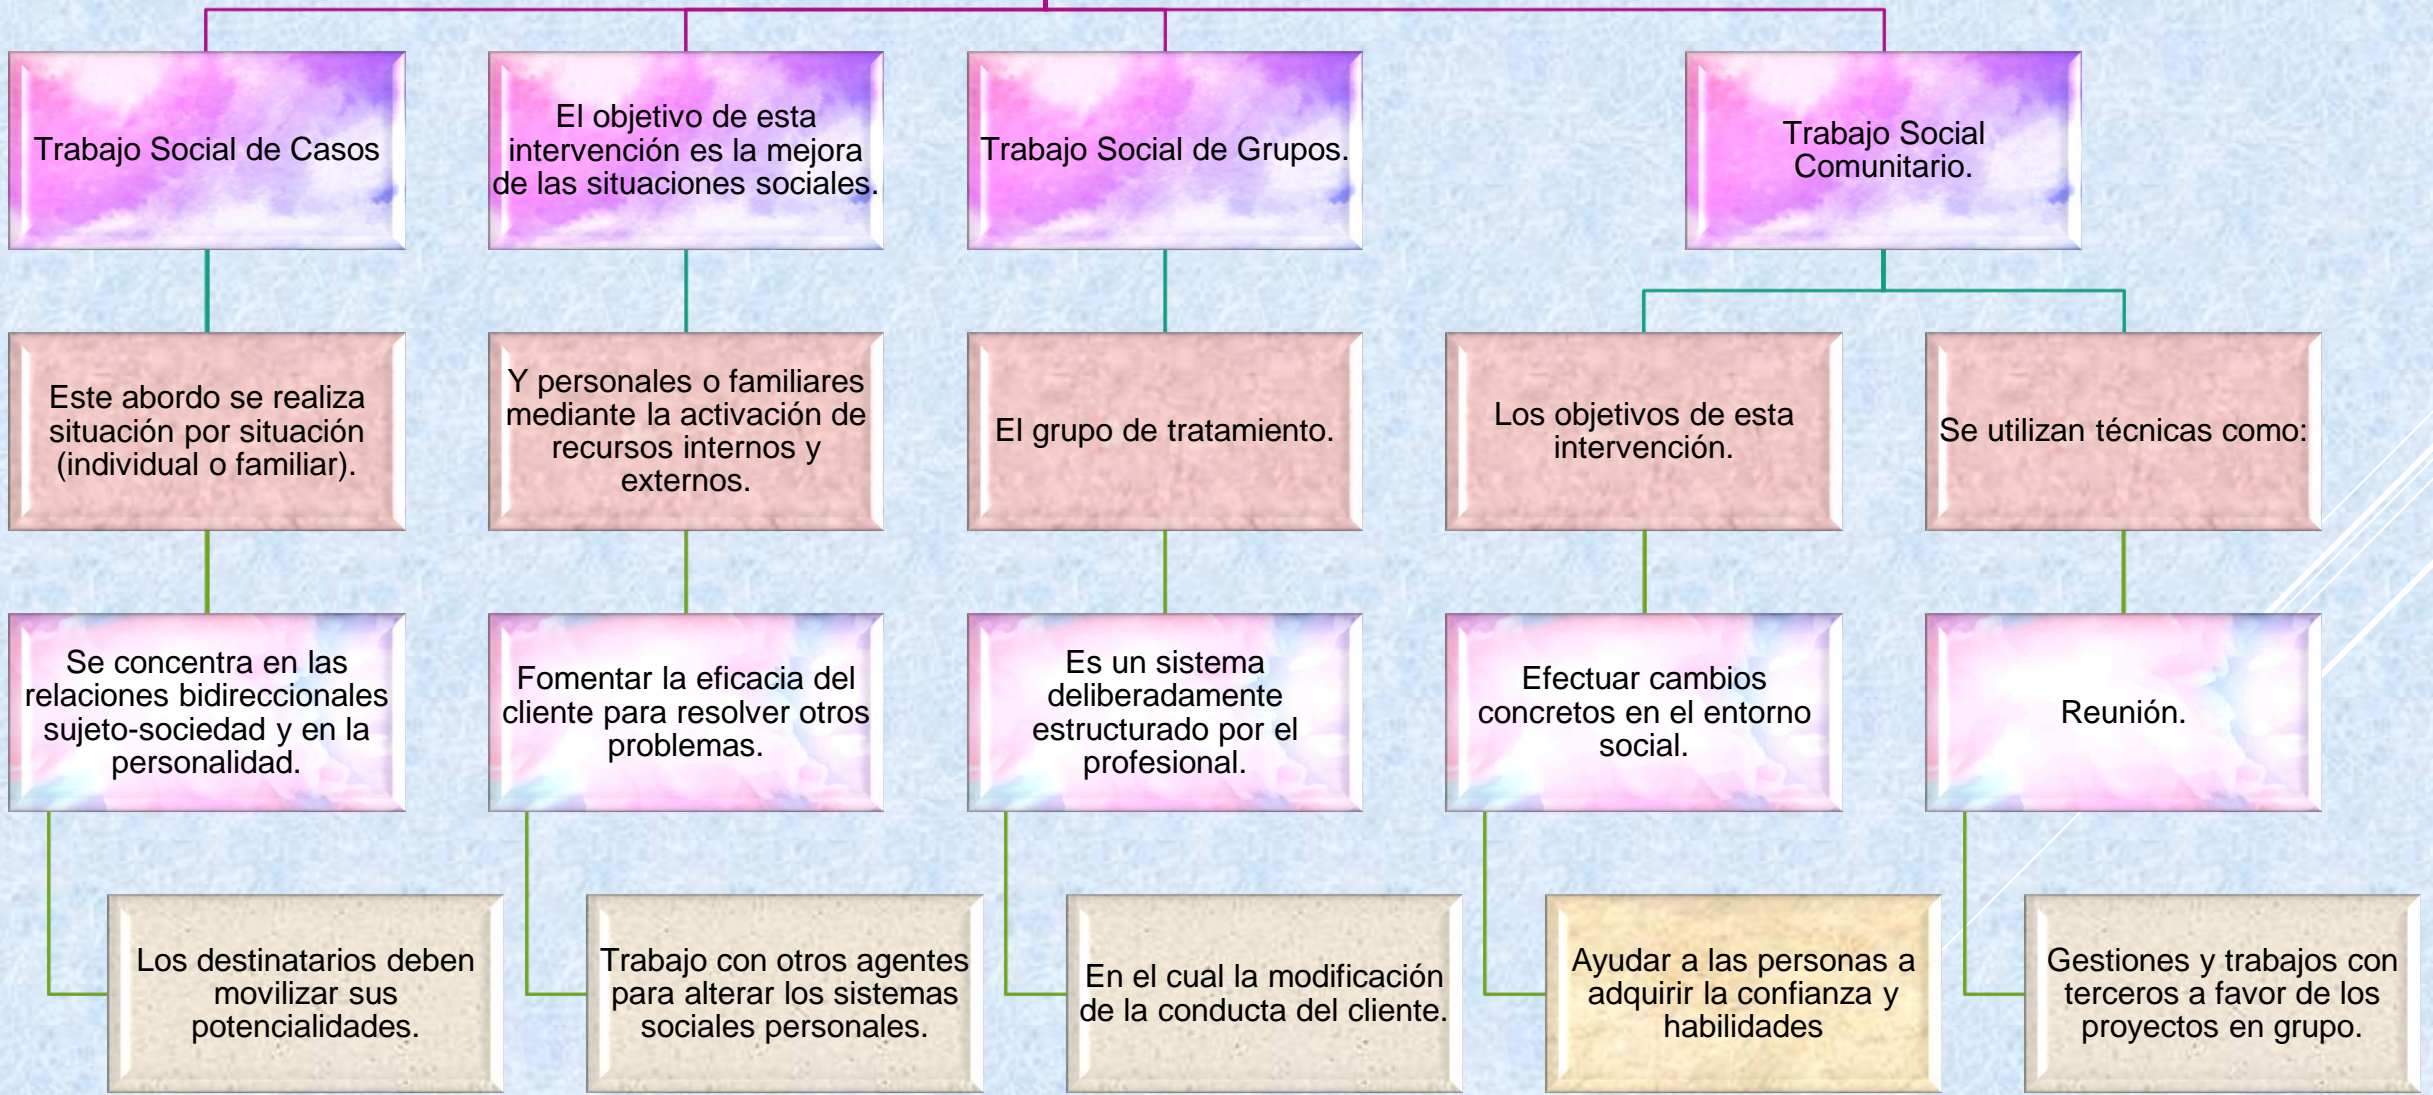 Trabajo Social de Casos
El objetivo de esta
intervención es la mejora
de las situaciones sociales.
Trabajo Social de Grupos.
Trabajo Social
Comunitario.
Este abordo se realiza
situación por situación
(individual o familiar).
Y personales o familiares
mediante la activación de
recursos internos y
externos.
El grupo de tratamiento.
Los objetivos de esta
intervención.
Se utilizan técnicas como:
Se concentra en las
relaciones bidireccionales
sujeto-sociedad y en la
personalidad.
Fomentar la eficacia del
cliente para resolver otros
problemas.
Es un sistema
deliberadamente
estructurado por el
profesional.
Efectuar cambios
concretos en el entorno
social.
Reunión.
Los destinatarios deben
movilizar sus
potencialidades.
Trabajo con otros agentes
para alterar los sistemas
sociales personales.
En el cual la modificación
de la conducta del cliente.
Ayudar a las personas a
adquirir la confianza y
habilidades
Gestiones y trabajos con
terceros a favor de los
proyectos en grupo.